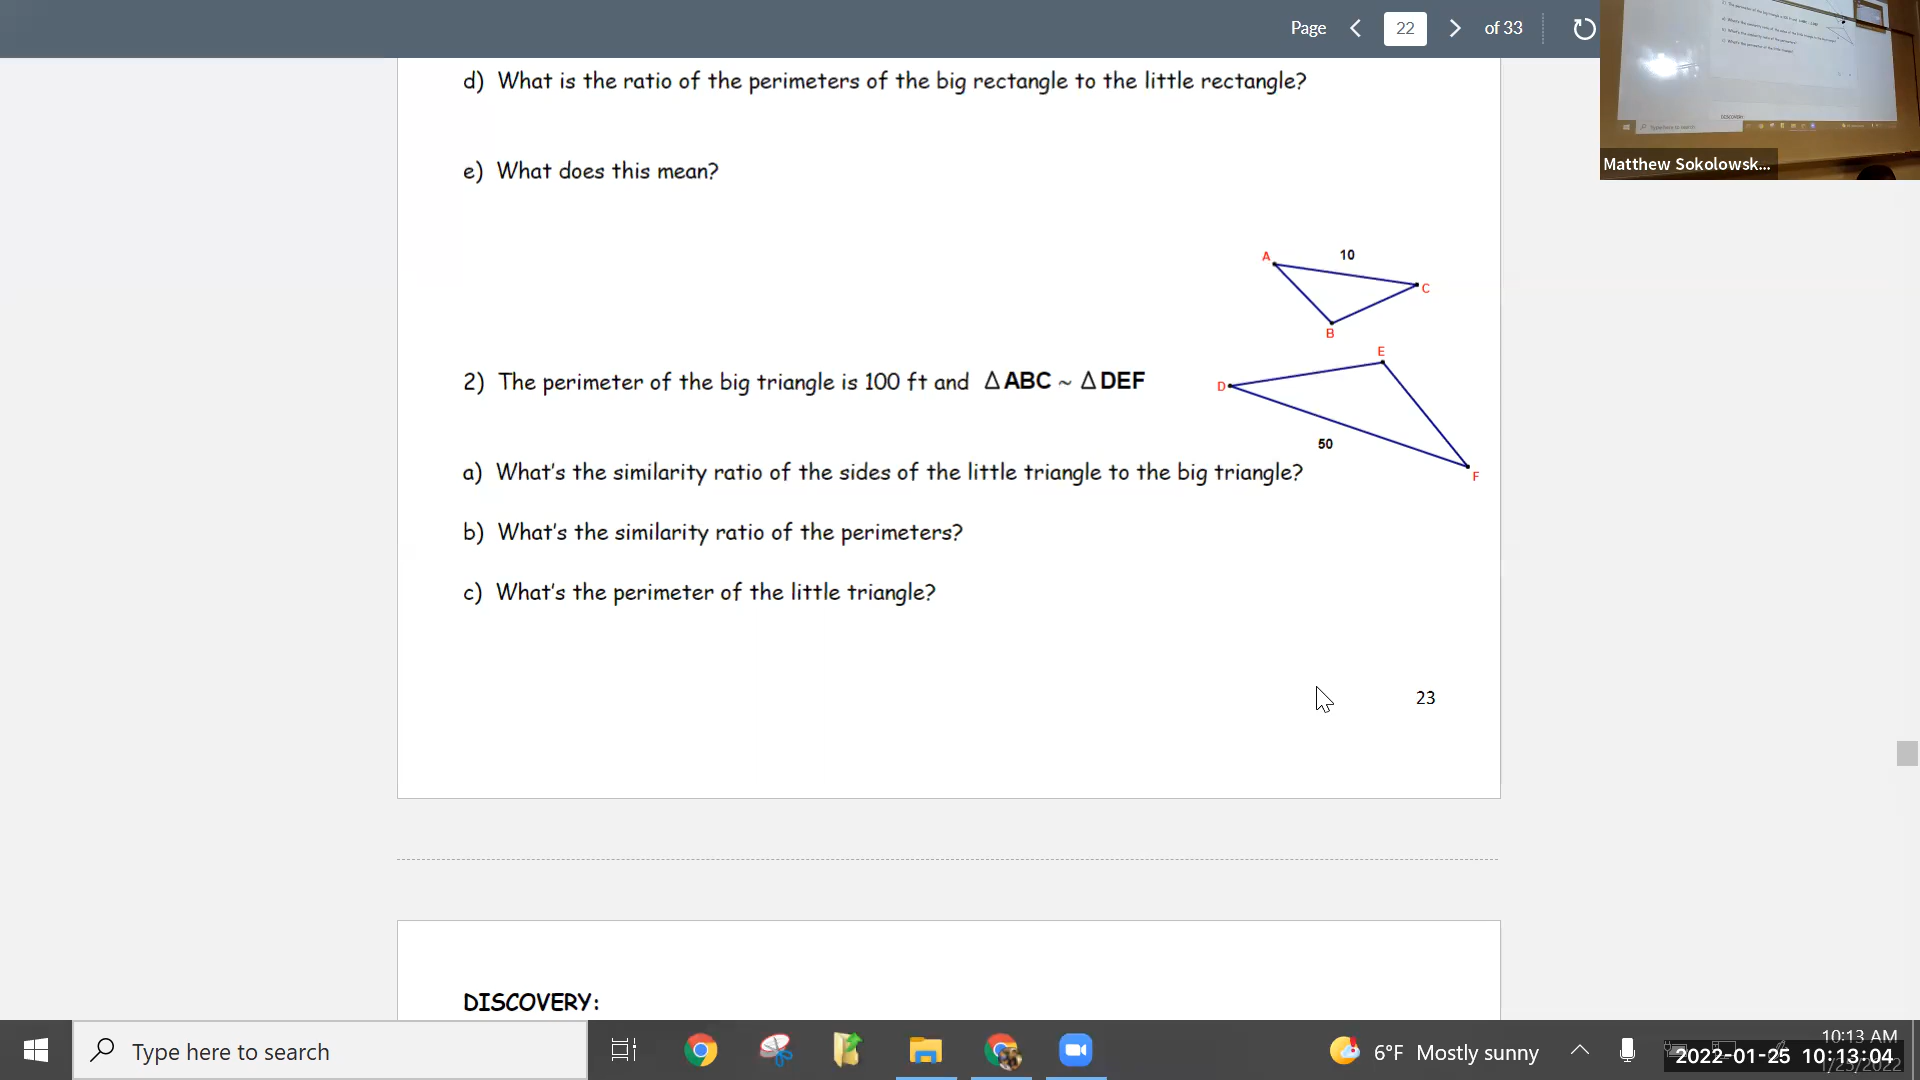 Page 22 of 33
Matthew Sokolowsk...
d) What is the ratio of the perimeters of the big rectangle to the little rectangle?
e) What does this mean?
A
10
C
B
E
2) The perimeter of the big triangle is 100 ft and Δ ABC ~ Δ DEF
D
50
F
a) What's the similarity ratio of the sides of the little triangle to the big triangle?
b) What's the similarity ratio of the perimeters?
c) What's the perimeter of the little triangle?
23
DISCOVERY:
Type here to search
6°F Mostly sunny
10:13 AM
2022-01-25 10:13:04
1/25/2022